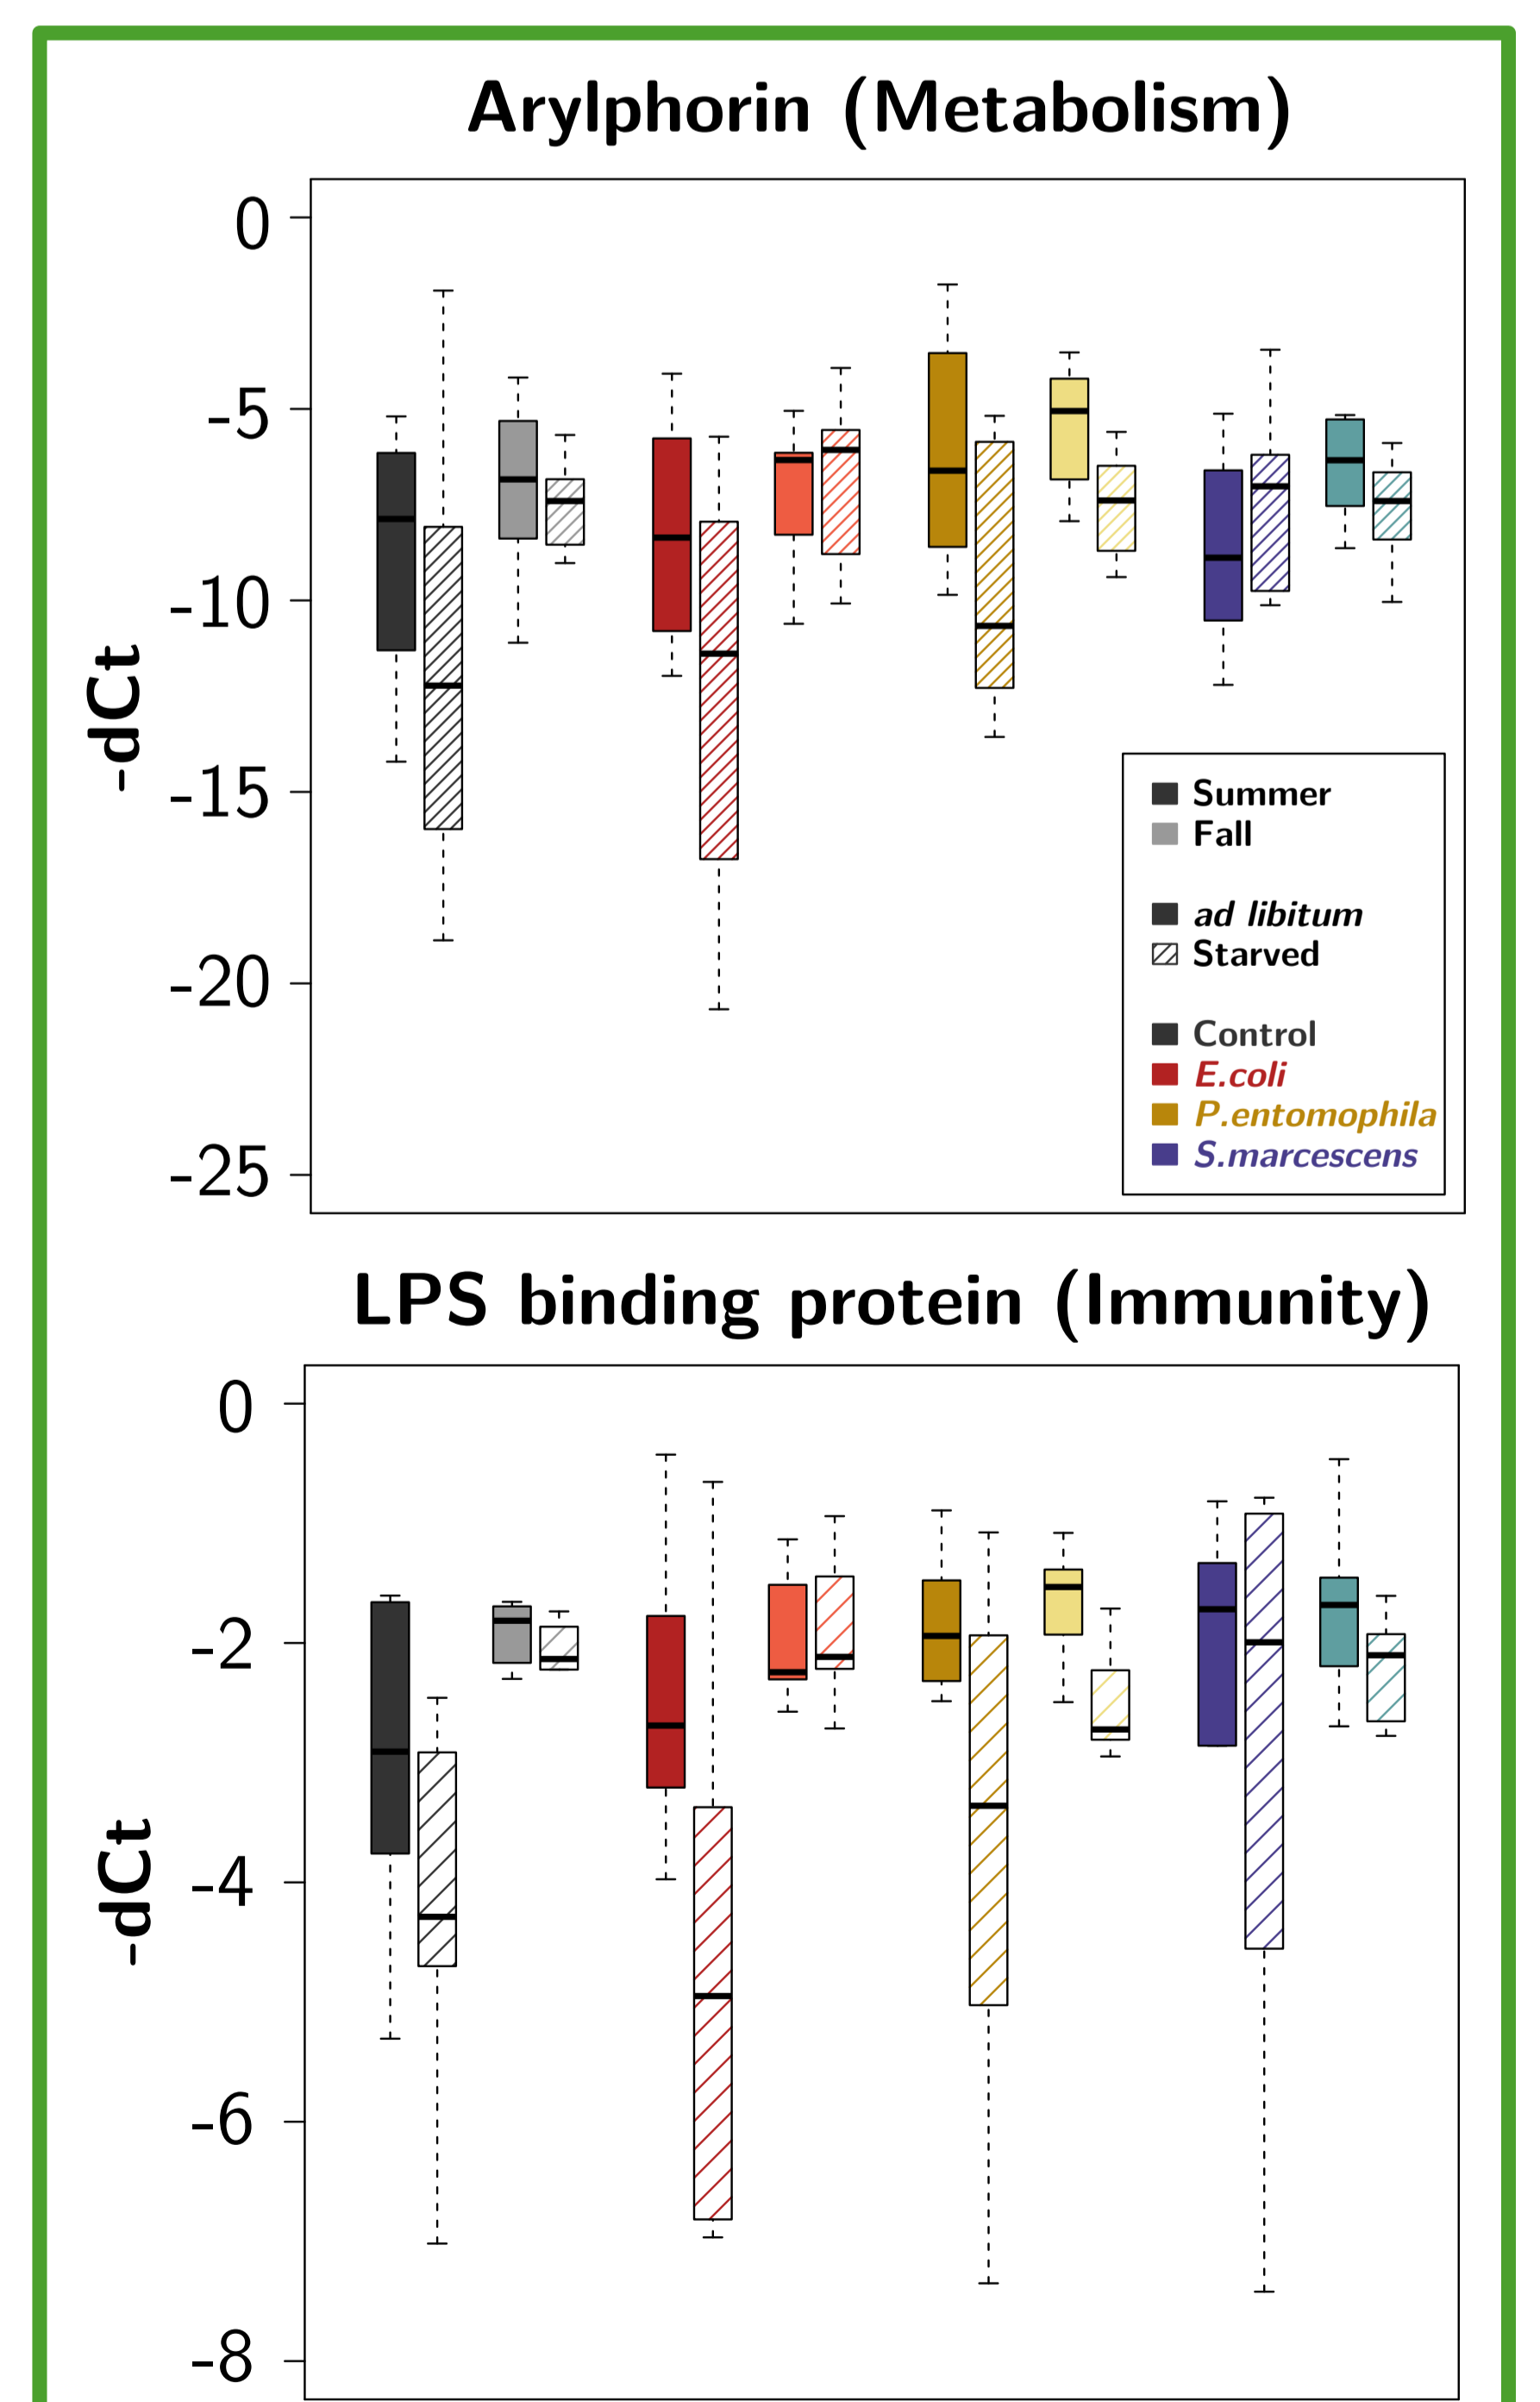 Arylphorin (Metabolism)
0
-5
-10
-15
-20
-25
-dCt
Summer
Fall
ad libitum
Starved
Control
E.coli
P.entomophila
S.marcescens
LPS binding protein (Immunity)
0
-2
-4
-6
-8
-dCt